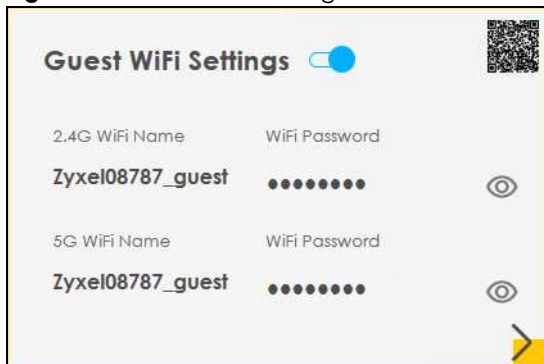 Guest WiFi Settings
2.4G WiFi Name WiFi Password
Zyxel08787_guest ●●●●●●●●
5G WiFi Name WiFi Password
Zyxel08787_guest ●●●●●●●●